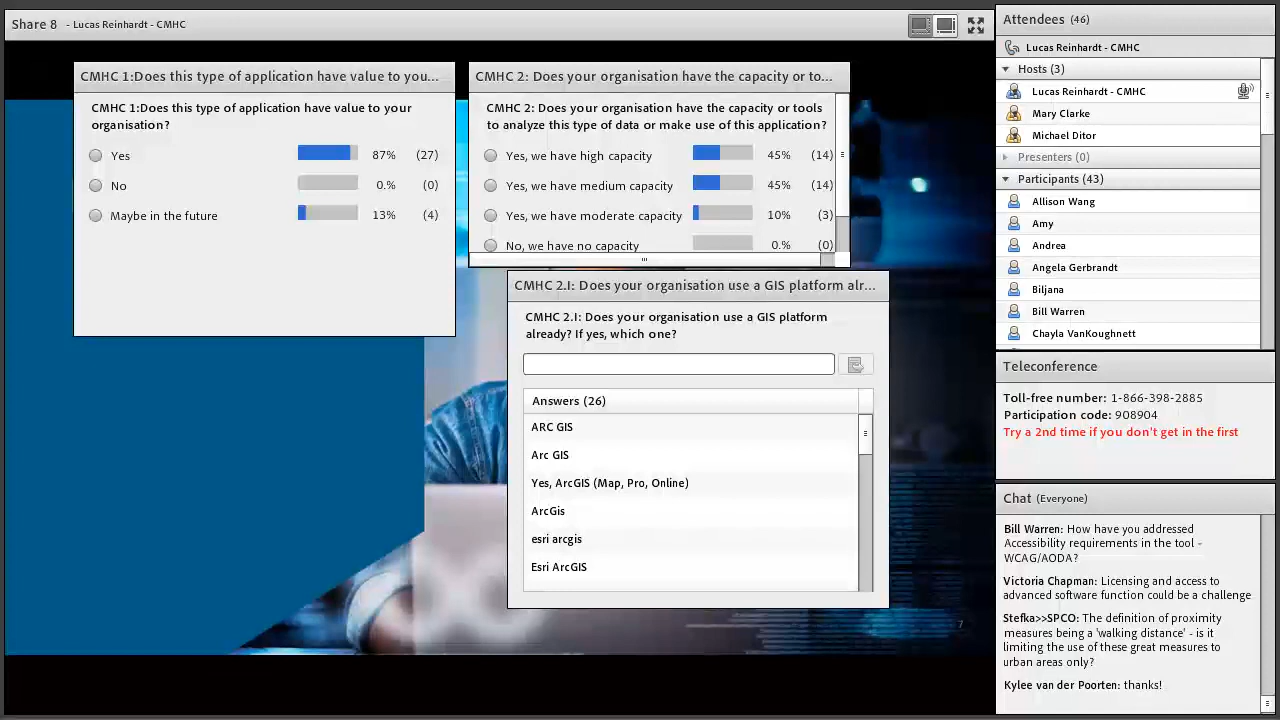 Share 8 - Lucas Reinhardt - CMHC
CMHC 1:Does this type of application have value to you...
CMHC 1:Does this type of application have value to your
organisation?
Yes 87% (27)
No 0.% (0)
Maybe in the future 13% (4)
CMHC 2: Does your organisation have the capacity or to...
CMHC 2: Does your organisation have the capacity or tools
to analyze this type of data or make use of this application?
Yes, we have high capacity 45% (14)
Yes, we have medium capacity 45% (14)
Yes, we have moderate capacity 10% (3)
No, we have no capacity 0.% (0)
CMHC 2.I: Does your organisation use a GIS platform alr...
CMHC 2.I: Does your organisation use a GIS platform
already? If yes, which one?
Answers (26)
ARC GIS
Arc GIS
Yes, ArcGIS (Map, Pro, Online)
ArcGis
esri arcgis
Esri ArcGIS
7
Attendees (46)
Lucas Reinhardt - CMHC
Hosts (3)
Lucas Reinhardt - CMHC
Mary Clarke
Michael Ditor
Presenters (0)
Participants (43)
Allison Wang
Amy
Andrea
Angela Gerbrandt
Biljana
Bill Warren
Chayla VanKoughnett
Teleconference
Toll-free number: 1-866-398-2885
Participation code: 908904
Try a 2nd time if you don't get in the first
Chat (Everyone)
Bill Warren: have you added
Accessibility requirements in the tool -
WCAG/AODA?
Victoria Chapman: Limiting access to
advanced software function could be a challenge
Stefka>>SPCO: The definition of Proximity
measures being walking distance - is it
limiting the use of the given measures to
urban areas only?
Kylee van der Poorten: thanks!